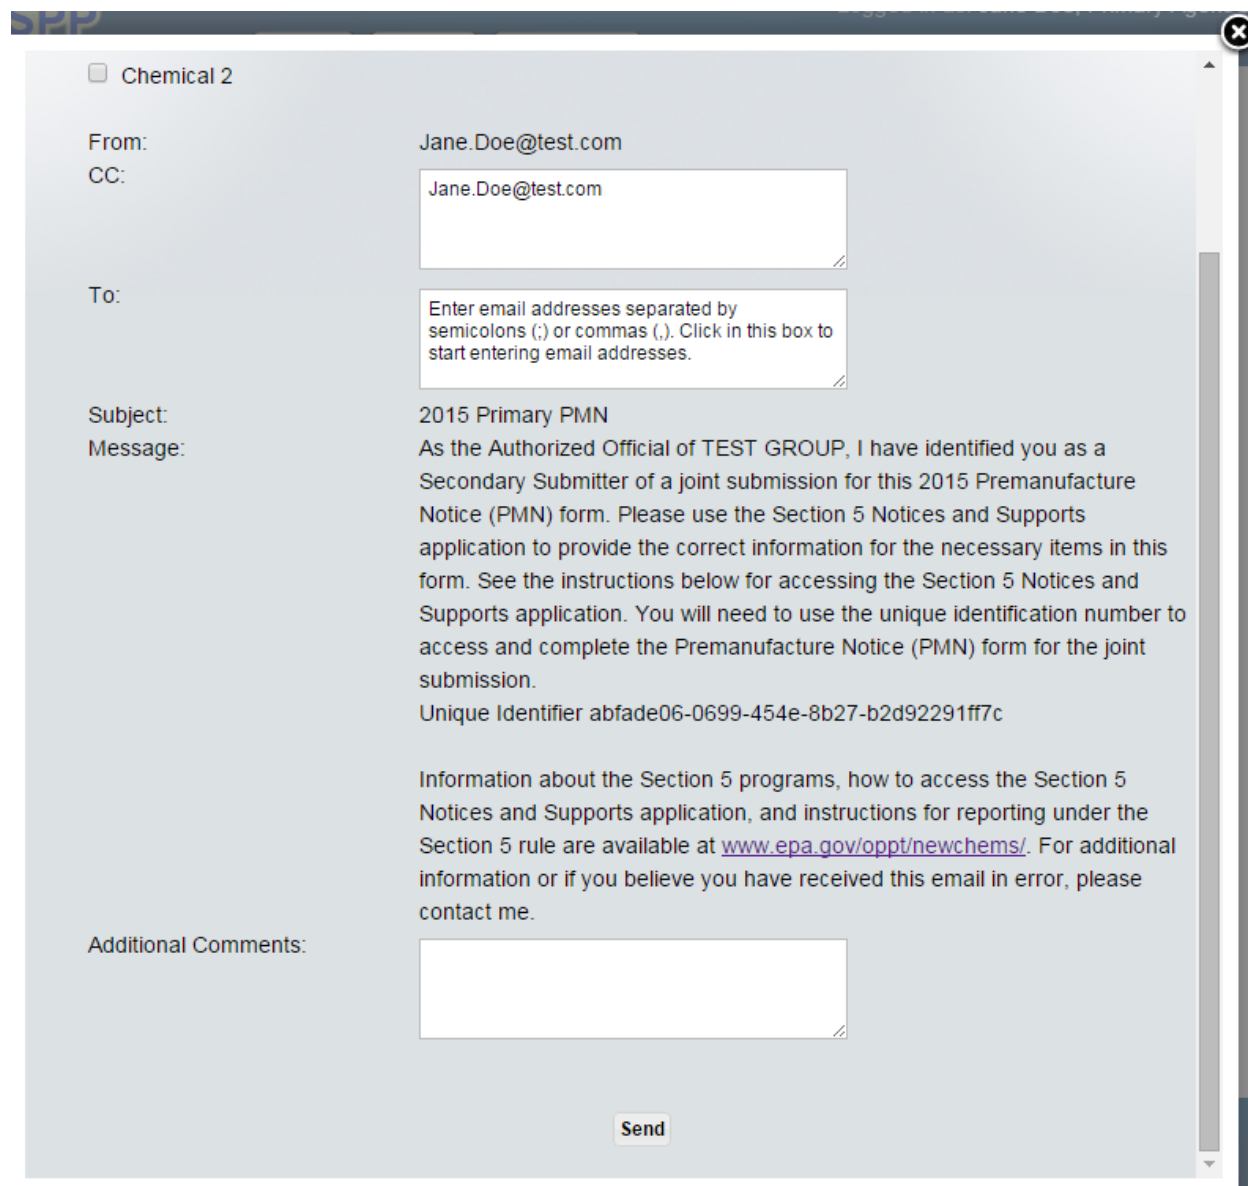 SPP
Chemical 2
From: Jane.Doe@test.com
CC: Jane.Doe@test.com
To: Enter email addresses separated by
semicolons (;) or commas (,). Click in this box to
start entering email addresses.
Subject: 2015 Primary PMN
Message: As the Authorized Official of TEST GROUP, I have identified you as a
Secondary Submitter of a joint submission for this 2015 Premanufacture
Notice (PMN) form. Please use the Section 5 Notices and Supports
application to provide the correct information for the necessary items in this
form. See the instructions below for accessing the Section 5 Notices and
Supports application. You will need to use the unique identification number to
access and complete the Premanufacture Notice (PMN) form for the joint
submission.
Unique Identifier abfade06-0699-454e-8b27-b2d92291ff7c
Information about the Section 5 programs, how to access the Section 5
Notices and Supports application, and instructions for reporting under the
Section 5 rule are available at www.epa.gov/oppt/newchems/. For additional
information or if you believe you have received this email in error, please
contact me.
Additional Comments:
Send